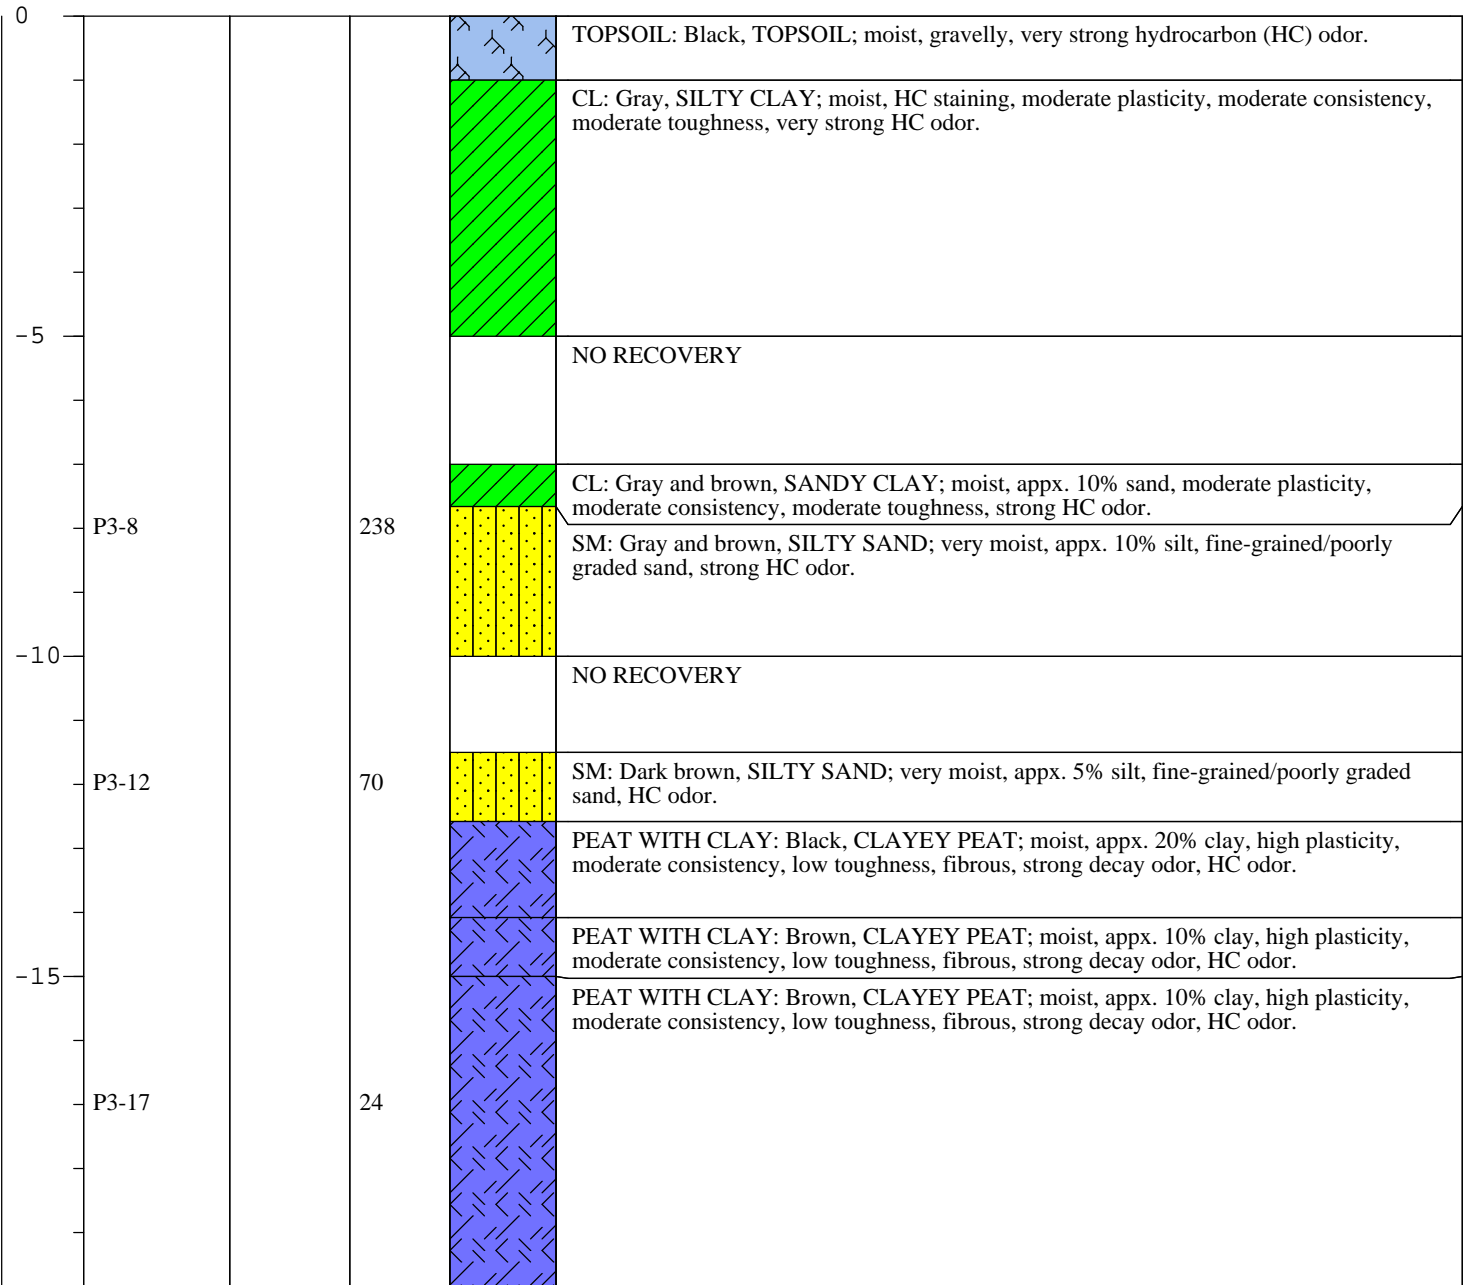 0
TOPSOIL: Black, TOPSOIL; moist, gravelly, very strong hydrocarbon (HC) odor.
CL: Gray, SILTY CLAY; moist, HC staining, moderate plasticity, moderate consistency,
moderate toughness, very strong HC odor.
-5
NO RECOVERY
CL: Gray and brown, SANDY CLAY; moist, appx. 10% sand, moderate plasticity,
moderate consistency, moderate toughness, strong HC odor.
P3-8 238
SM: Gray and brown, SILTY SAND; very moist, appx. 10% silt, fine-grained/poorly
graded sand, strong HC odor.
-10
NO RECOVERY
P3-12 70
SM: Dark brown, SILTY SAND; very moist, appx. 5% silt, fine-grained/poorly graded
sand, HC odor.
PEAT WITH CLAY: Black, CLAYEY PEAT; moist, appx. 20% clay, high plasticity,
moderate consistency, low toughness, fibrous, strong decay odor, HC odor.
PEAT WITH CLAY: Brown, CLAYEY PEAT; moist, appx. 10% clay, high plasticity,
moderate consistency, low toughness, fibrous, strong decay odor, HC odor.
-15
PEAT WITH CLAY: Brown, CLAYEY PEAT; moist, appx. 10% clay, high plasticity,
moderate consistency, low toughness, fibrous, strong decay odor, HC odor.
P3-17 24